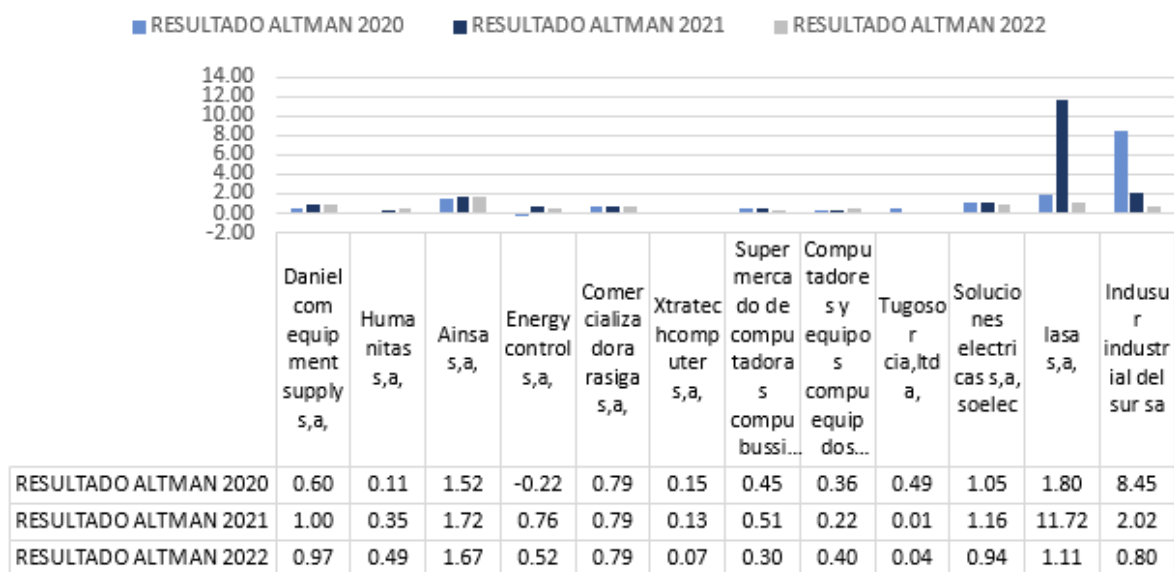 RESULTADO ALTMAN 2020 RESULTADO ALTMAN 2021 RESULTADO ALTMAN 2022
14.00
12.00
10.00
8.00
6.00
4.00
2.00
0.00
-2.00
Daniel
com
equip
ment
supply
s,a,
Huma
nitas
s,a,
Ainsa
s,a,
Energy
control
s,a,
Comer
cializa
dora
rasiga
s,a,
Xtratec
hcomp
uter
s,a,
Super
merca
do de
compu
tadora
s
compu
bussi...
Compu
tadore
s y
equipo
s
compu
equip
dos...
Tugoso
r
cia,ltd
a,
Solucio
nes
electri
cas s,a,
soelec
Iasa
s,a,
Indusu
r
industr
ial del
sur sa
RESULTADO ALTMAN 2020 0.60 0.11 1.52 -0.22 0.79 0.15 0.45 0.36 0.49 1.05 1.80 8.45
RESULTADO ALTMAN 2021 1.00 0.35 1.72 0.76 0.79 0.13 0.51 0.22 0.01 1.16 11.72 2.02
RESULTADO ALTMAN 2022 0.97 0.49 1.67 0.52 0.79 0.07 0.30 0.40 0.04 0.94 1.11 0.80